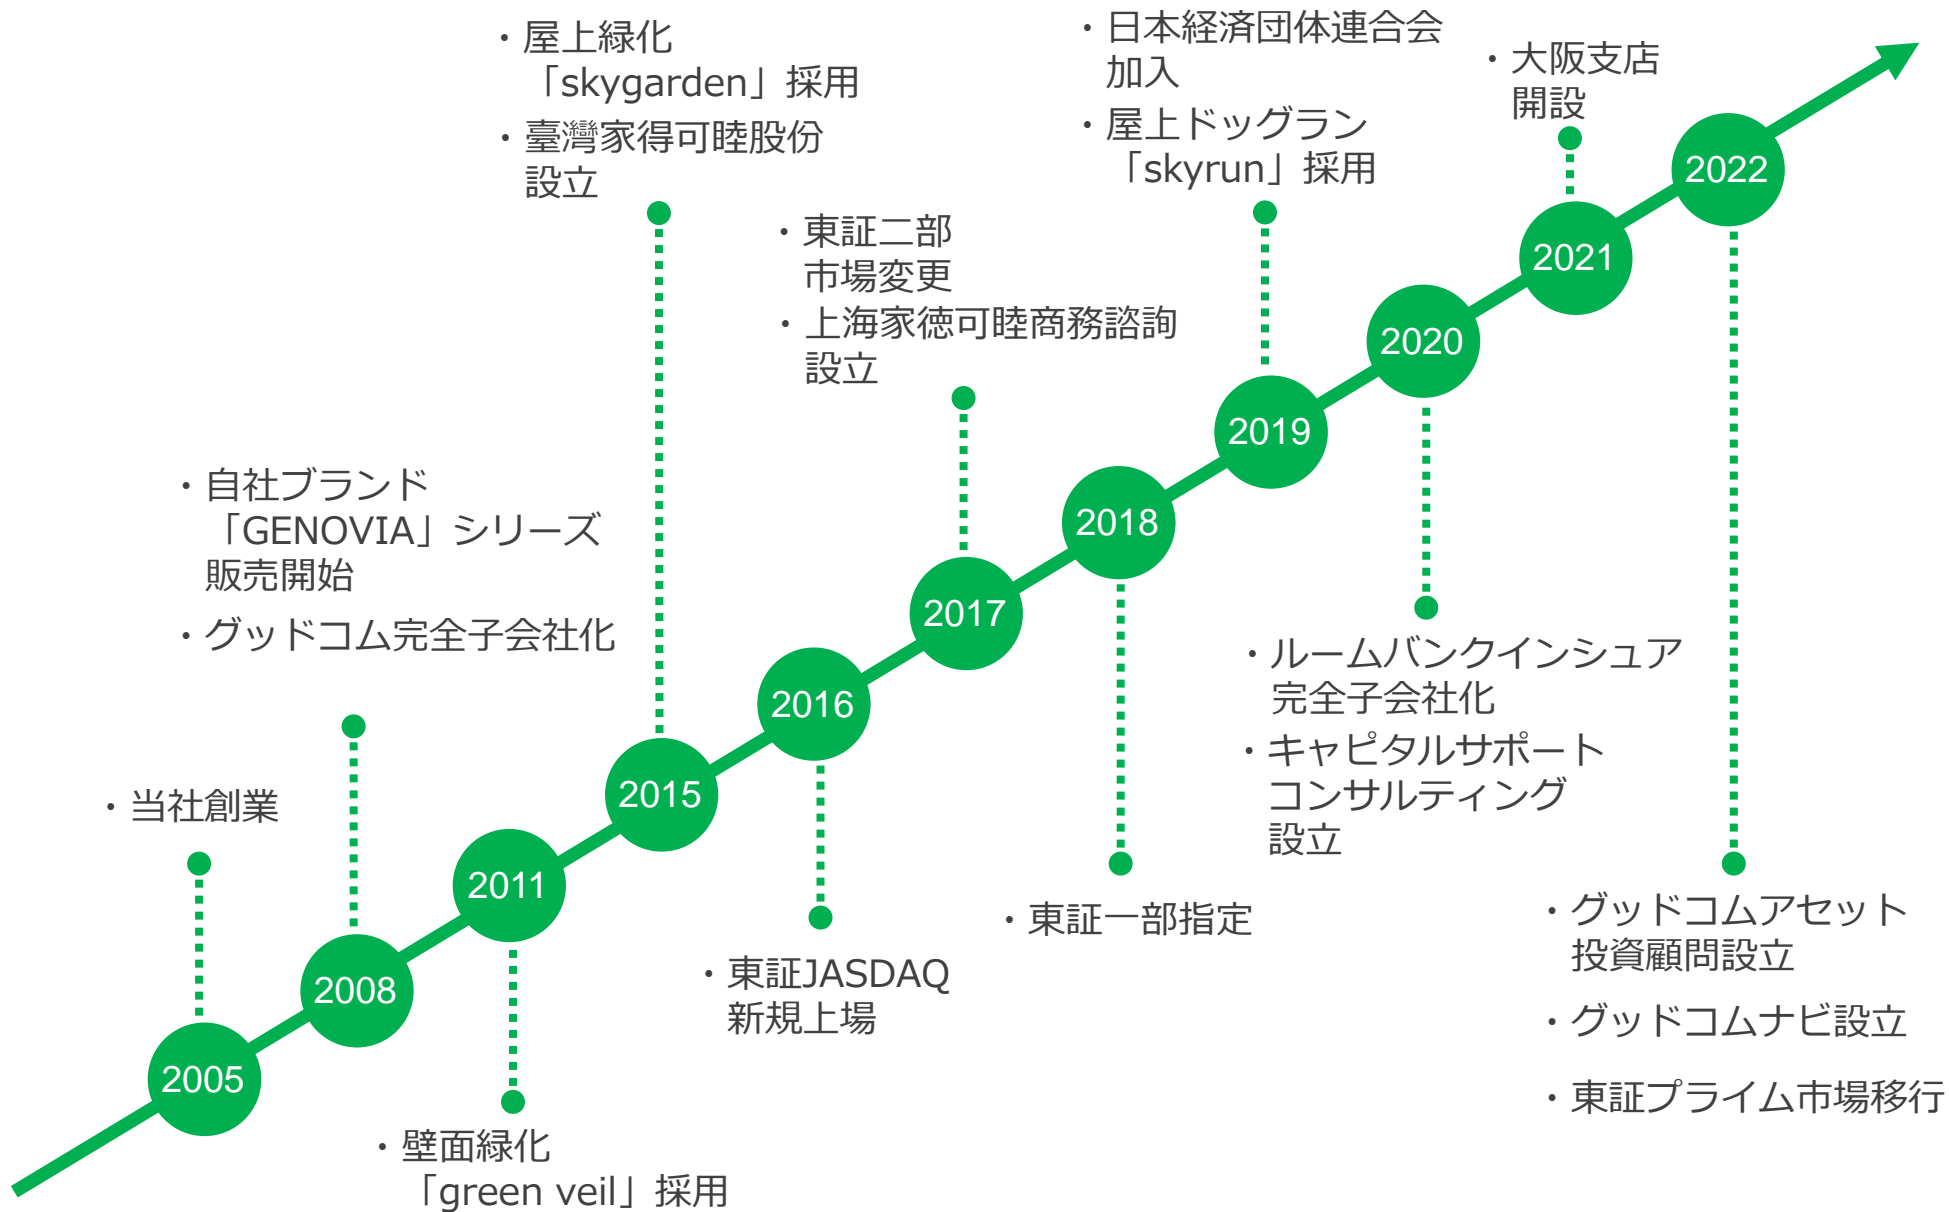 ・屋上緑化
「skygarden」採用
・臺灣家得可睦股份
設立
・日本経済団体連合会
加入
・屋上ドッグラン
「skyrun」採用
・大阪支店
開設
・東証二部
市場変更
・上海家徳可睦商務諮詢
設立
・自社ブランド
「GENOVIA」シリーズ
販売開始
・グッドコム完全子会社化
・当社創業
2005
2008
2011
2015
2016
2017
2018
2019
2020
2021
2022
・壁面緑化
「green veil」採用
・東証JASDAQ
新規上場
・東証一部指定
・ルームバンクインシュア
完全子会社化
・キャピタルサポート
コンサルティング
設立
・グッドコムアセット
投資顧問設立
・グッドコムナビ設立
・東証プライム市場移行